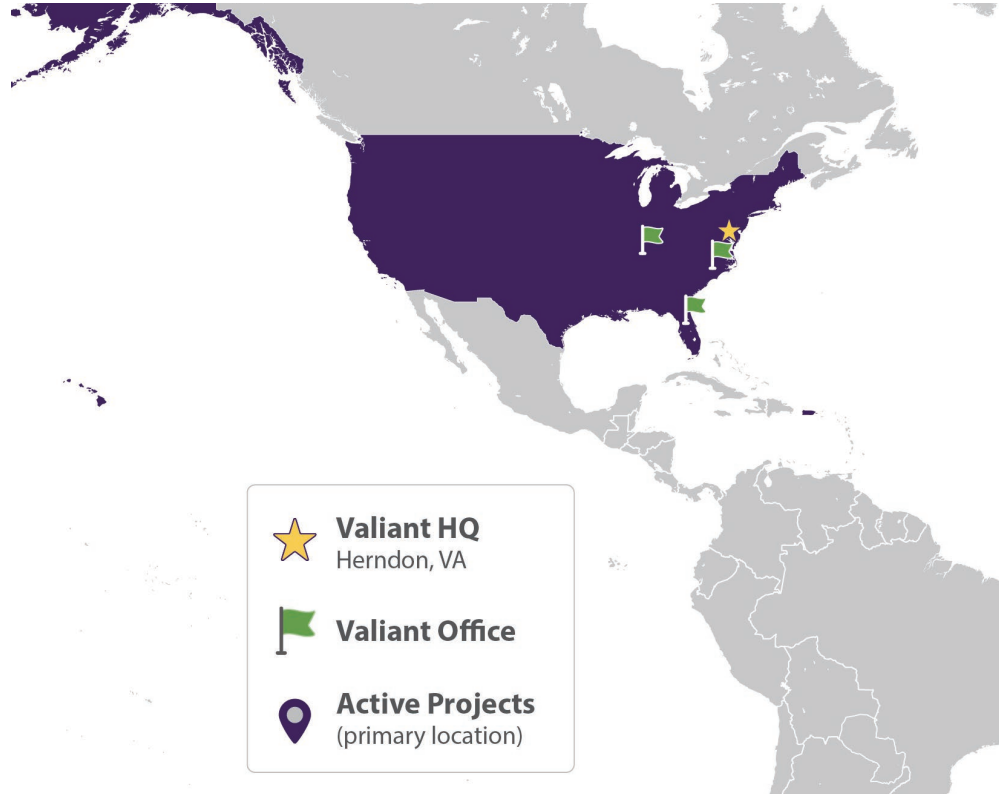 Valiant HQ
Herndon, VA
Valiant Office
Active Projects
(primary location)